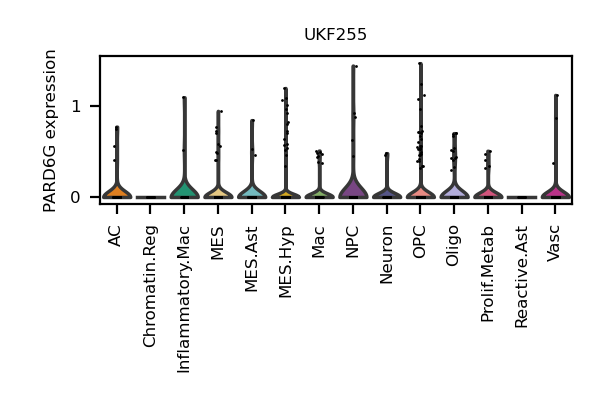 UKF255
PARD6G expression
1
0
AC
Chromatin.Reg
Inflammatory.Mac
MES
MES.Ast
MES.Hyp
Mac
NPC
Neuron
OPC
Oligo
Prolif.Metab
Reactive.Ast
Vasc